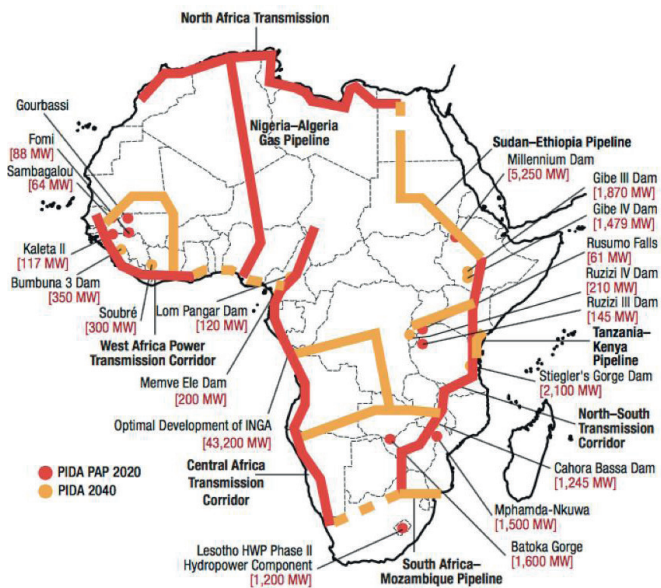 North Africa Transmission
Gourbassi
Fomi
[88 MW]
Sambagalou
[64 MW]
Nigeria–Algeria
Gas Pipeline
Sudan–Ethiopia Pipeline
Millennium Dam
[5,250 MW]
Gibe III Dam
[1,870 MW]
Gibe IV Dam
[1,479 MW]
Rusumo Falls
[61 MW]
Ruzizi IV Dam
[210 MW]
Ruzizi III Dam
[145 MW]
Tanzania–
Kenya
Pipeline
Stiegler's Gorge Dam
[2,100 MW]
North–South
Transmission
Corridor
Cahora Bassa Dam
[1,245 MW]
Mphamda-Nkuwa
[1,500 MW]
Batoka Gorge
[1,600 MW]
South Africa–
Mozambique Pipeline
Kaleta II
[117 MW]
Bumbuna 3 Dam
[350 MW]
Soubré
[300 MW]
Lom Pangar Dam
[120 MW]
West Africa Power
Transmission Corridor
Memve Ele Dam
[200 MW]
Optimal Development of INGA
[43,200 MW]
Central Africa
Transmission
Corridor
PIDA PAP 2020
PIDA 2040
Lesotho HWP Phase II
Hydropower Component
[1,200 MW]